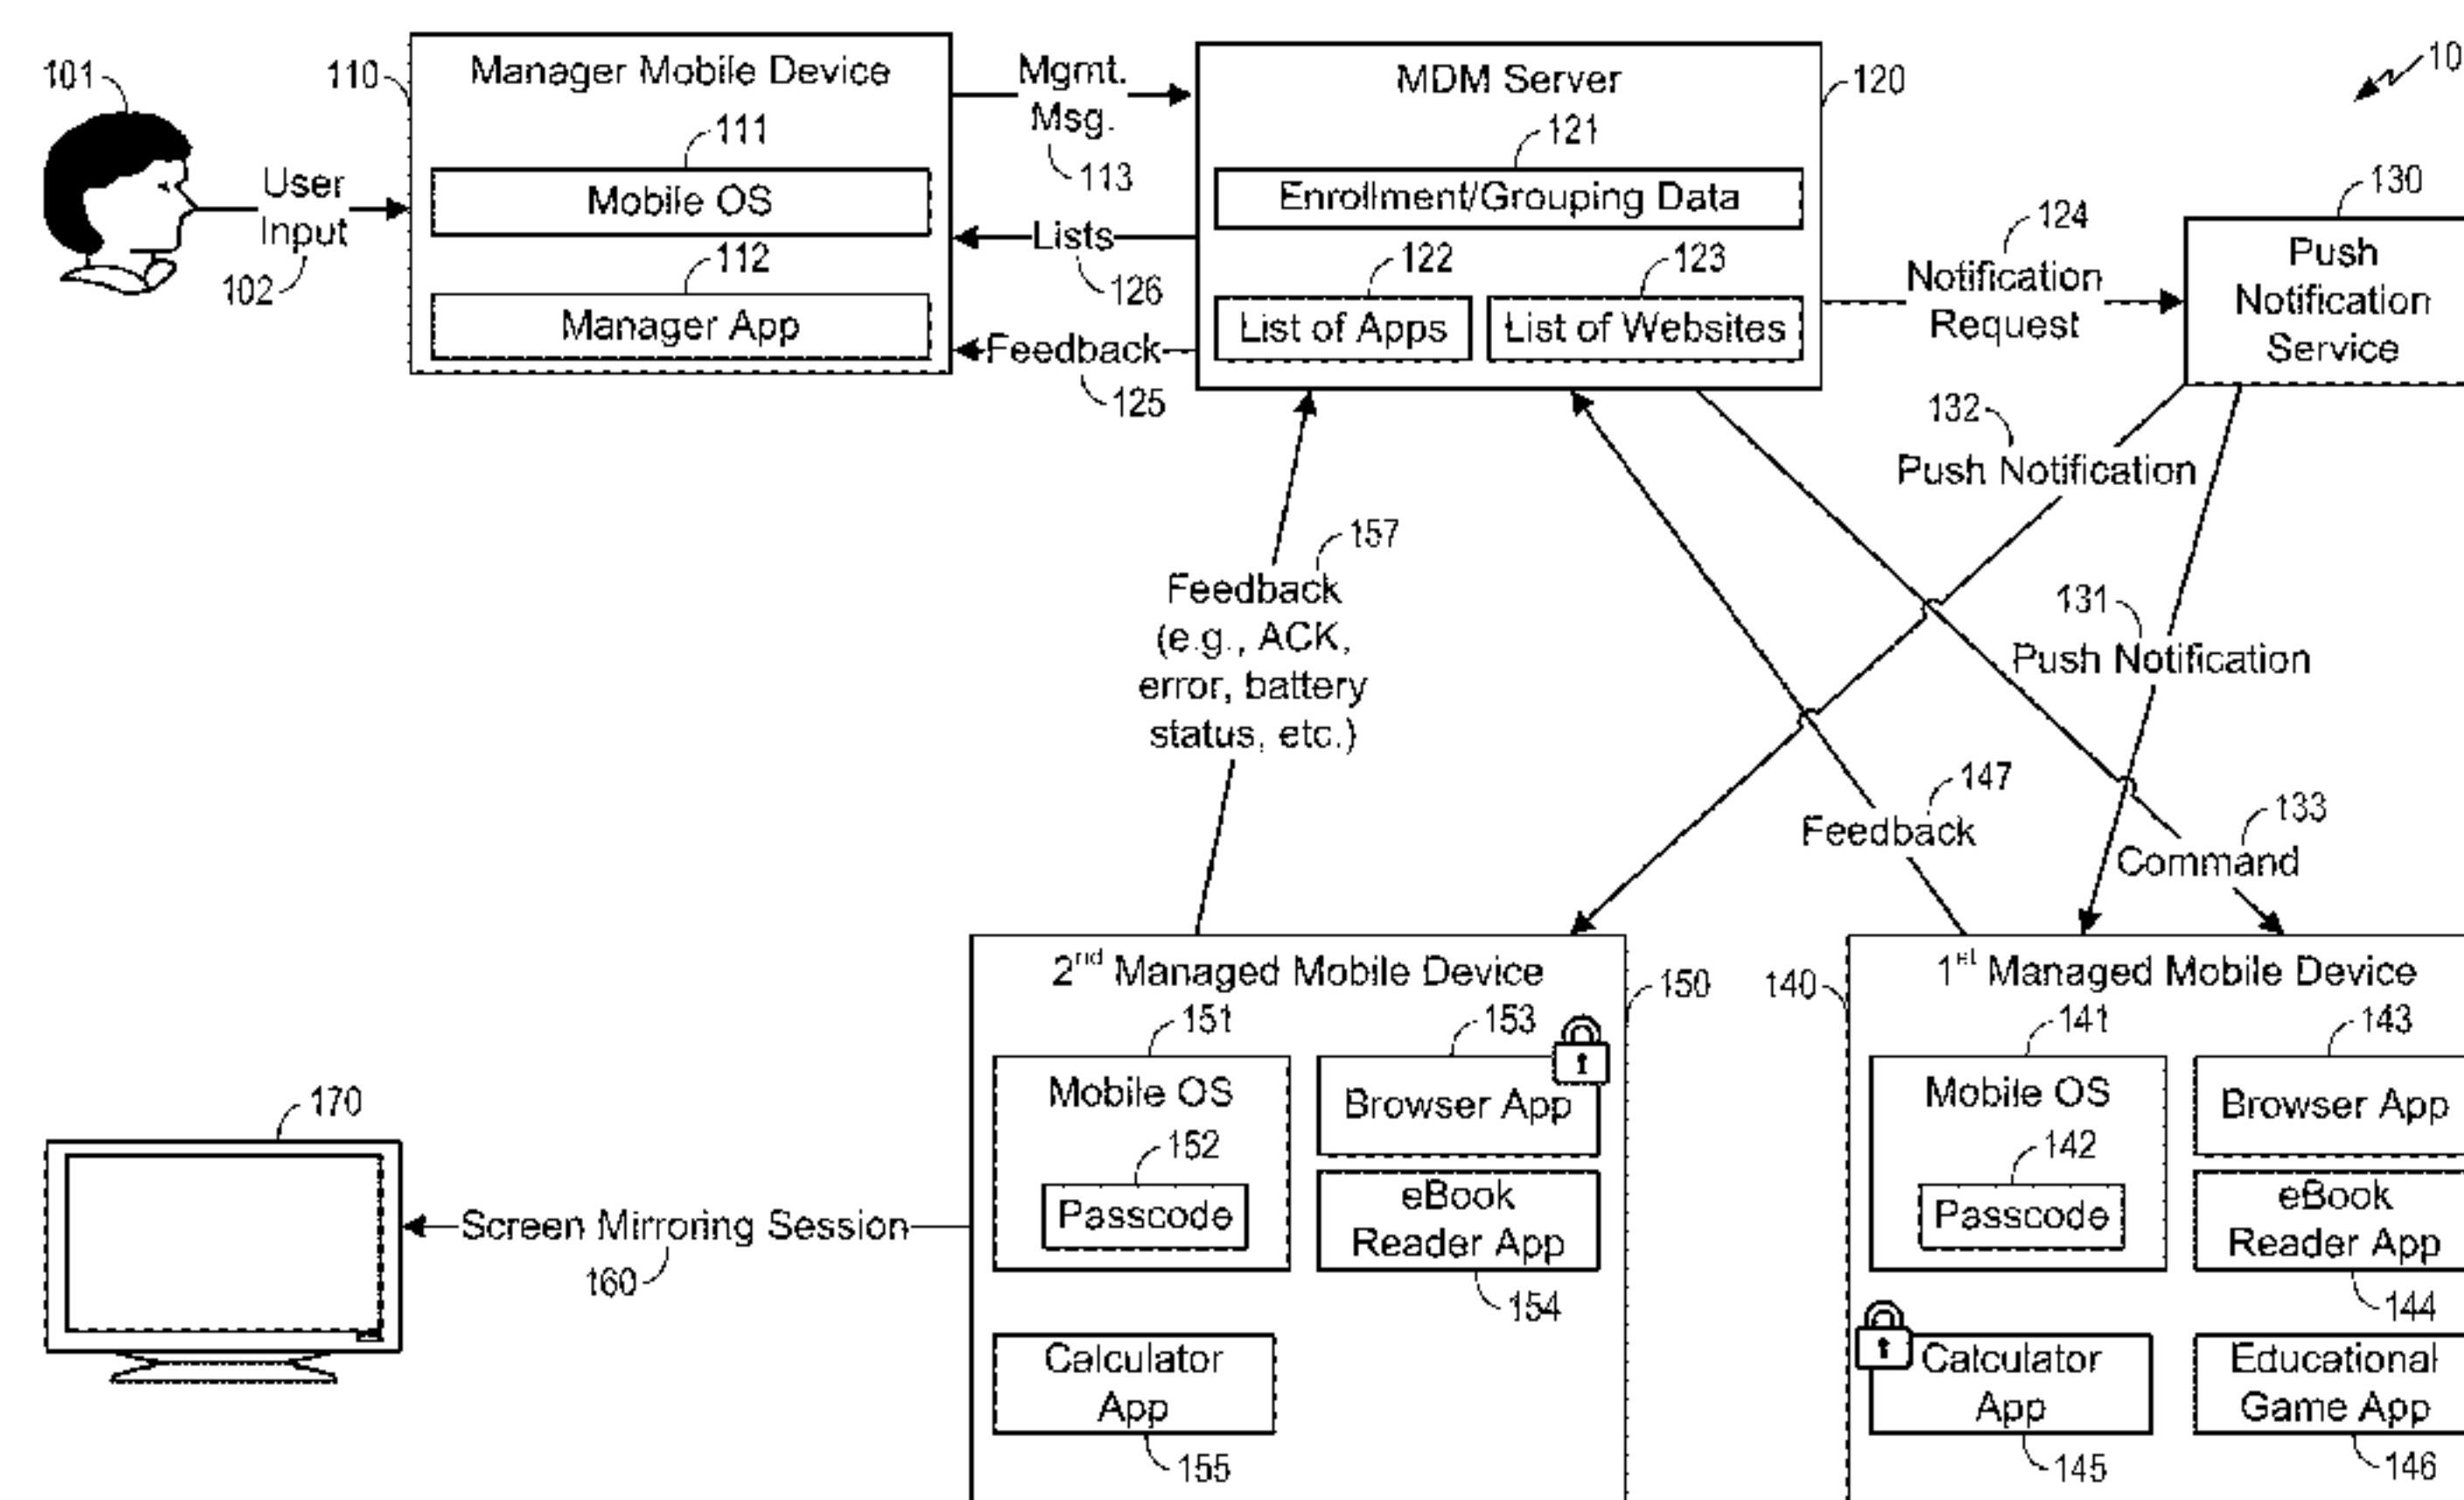 101
User
Input
102
110
Manager Mobile Device
111
Mobile OS
112
Manager App
Mgmt.
Msg.
113
Lists
126
Feedback
125
MDM Server
120
121
Enrollment/Grouping Data
122
List of Apps
123
List of Websites
10
124
Notification
Request
130
Push
Notification
Service
132
Push Notification
131
Push Notification
157
Feedback
(e.g., ACK,
error, battery
status, etc.)
147
Feedback
133
Command
2nd Managed Mobile Device
150
151
Mobile OS
152
Passcode
153
Browser App
eBook
Reader App
154
Calculator
App
155
140
1st Managed Mobile Device
141
Mobile OS
142
Passcode
143
Browser App
eBook
Reader App
144
Calculator
App
145
Educational
Game App
146
170
Screen Mirroring Session
160